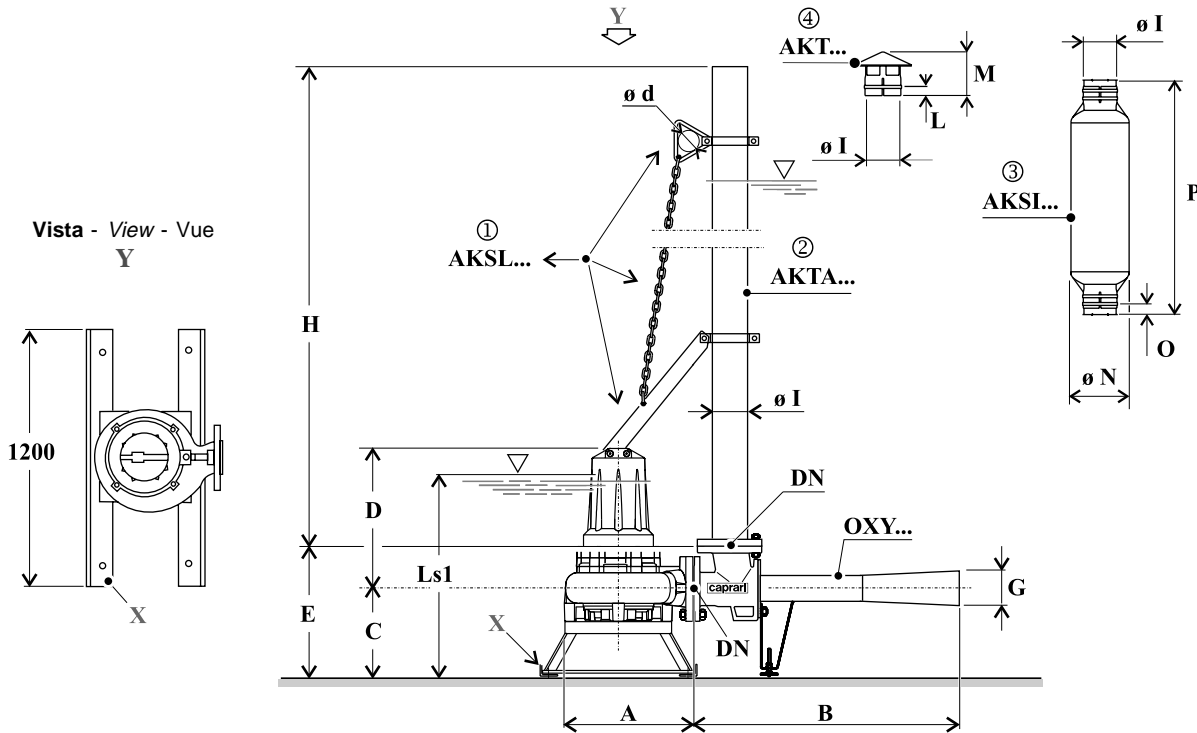 Y
④
AKT...
M
L
ø I
ø I
③
AKSI...
P
O
ø N
ø d
①
AKSL...
②
AKTA...
Vista - View - Vue
Y
1200
X
H
ø I
DN
OXY...
D
Ls1
E
C
G
X
caprari
DN
A
B